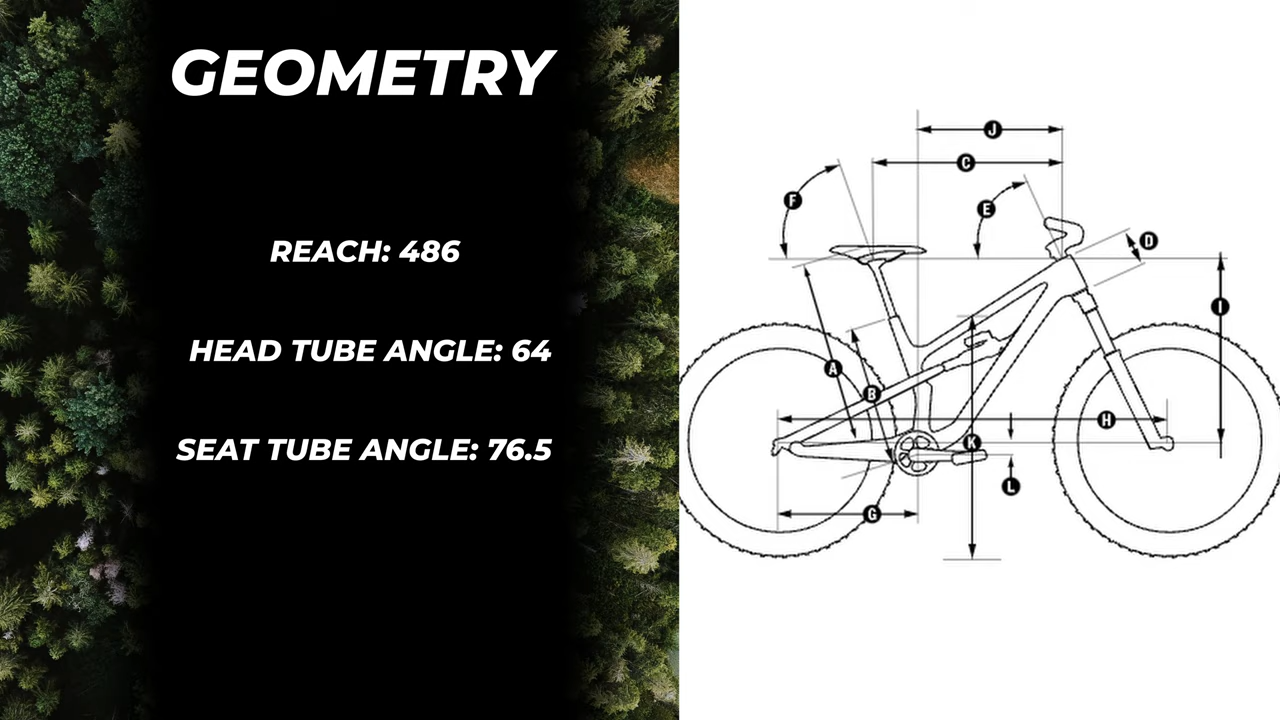 GEOMETRY
REACH: 486
HEAD TUBE ANGLE: 64
SEAT TUBE ANGLE: 76.5
J
C
F
E
D
I
A
B
H
K
L
G